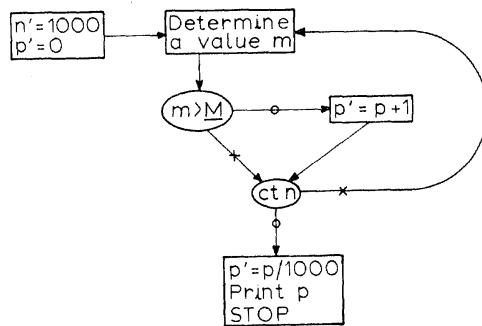 n'=1000
p'=0
Determine
a value m
m>M
p'=p+1
ct n
p'=p/1000
Print p
STOP